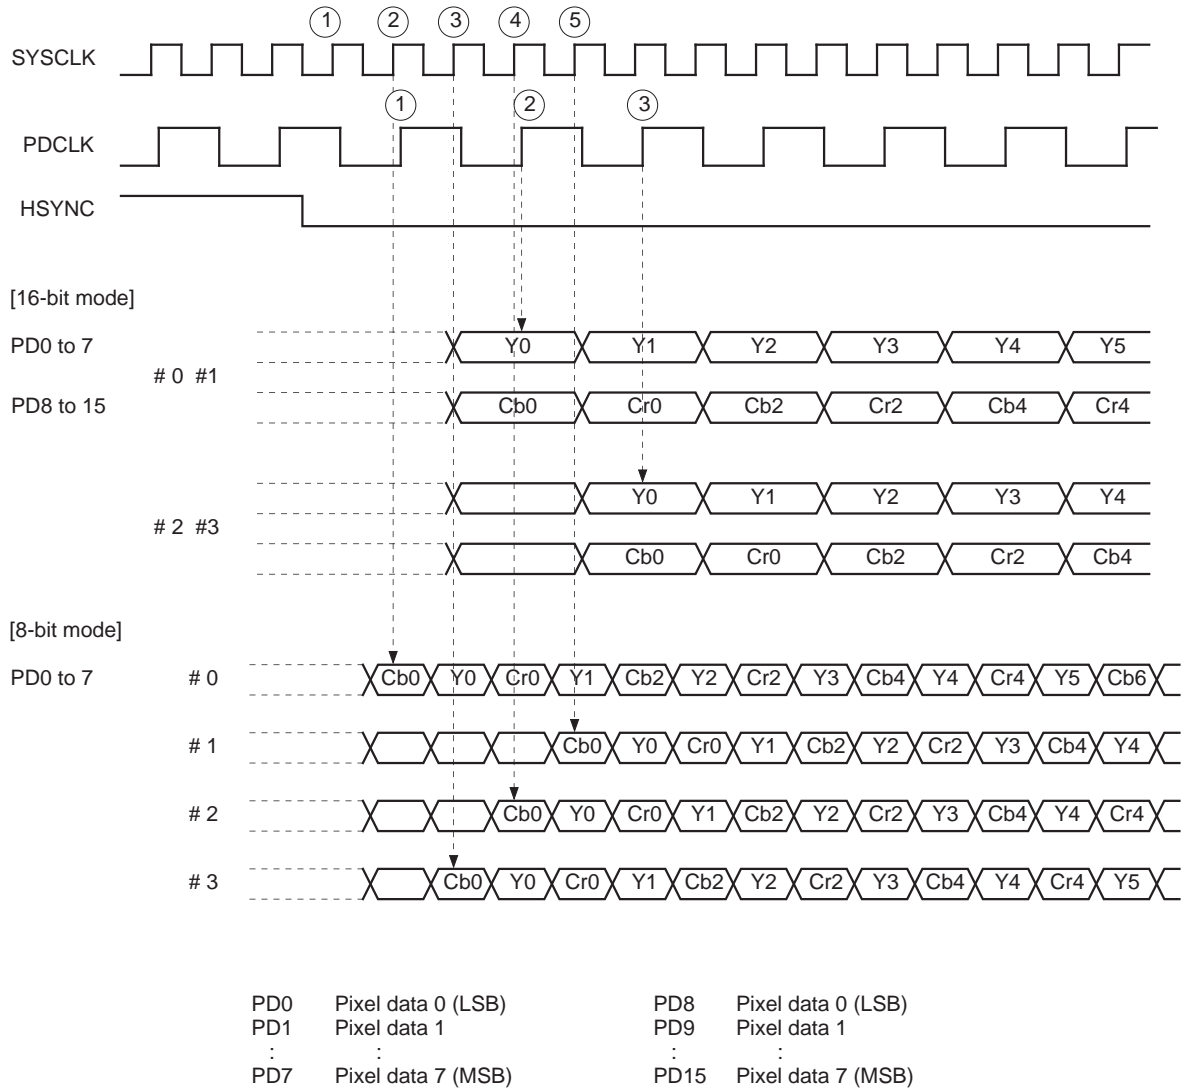 1 2 3 4 5
SYSCLK
1 2 3
PDCLK
HSYNC
[16-bit mode]
PD0 to 7 Y0 Y1 Y2 Y3 Y4 Y5
# 0 #1
PD8 to 15 Cb0 Cr0 Cb2 Cr2 Cb4 Cr4
Y0 Y1 Y2 Y3 Y4
# 2 #3
Cb0 Cr0 Cb2 Cr2 Cb4
[8-bit mode]
PD0 to 7 # 0 Cb0 Y0 Cr0 Y1 Cb2 Y2 Cr2 Y3 Cb4 Y4 Cr4 Y5 Cb6
# 1 Cb0 Y0 Cr0 Y1 Cb2 Y2 Cr2 Y3 Cb4 Y4
# 2 Cb0 Y0 Cr0 Y1 Cb2 Y2 Cr2 Y3 Cb4 Y4 Cr4
# 3 Cb0 Y0 Cr0 Y1 Cb2 Y2 Cr2 Y3 Cb4 Y4 Cr4 Y5
PD0 Pixel data 0 (LSB) PD8 Pixel data 0 (LSB)
PD1 Pixel data 1 PD9 Pixel data 1
: : : :
PD7 Pixel data 7 (MSB) PD15 Pixel data 7 (MSB)